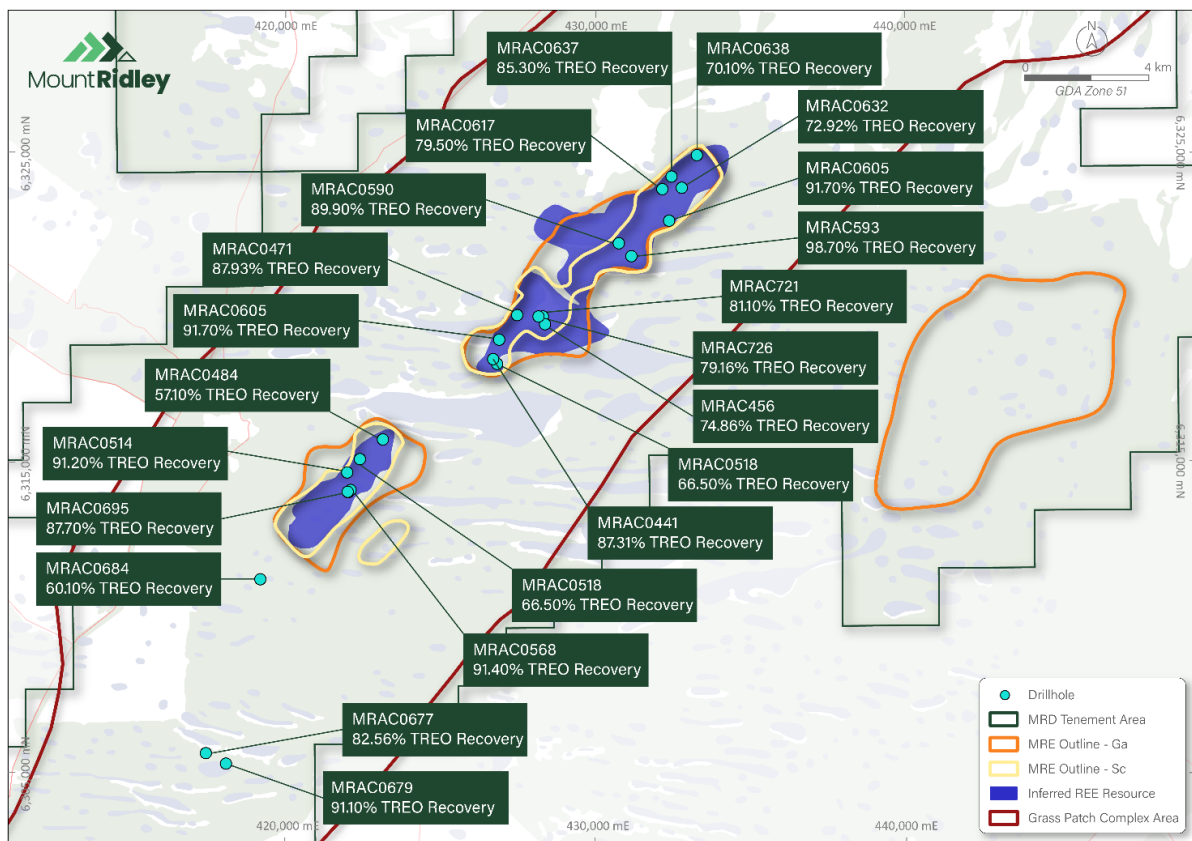 420,000 mE
430,000 mE
440,000 mE
MountRidley
N
0 4 km
GDA Zone 51
MRAC0637
85.30% TREO Recovery
MRAC0638
70.10% TREO Recovery
MRAC0632
72.92% TREO Recovery
MRAC0617
79.50% TREO Recovery
6,325,000 mN
6,325,000 mN
MRAC0605
91.70% TREO Recovery
MRAC0590
89.90% TREO Recovery
MRAC593
98.70% TREO Recovery
MRAC0471
87.93% TREO Recovery
MRAC721
81.10% TREO Recovery
MRAC0605
91.70% TREO Recovery
MRAC726
79.16% TREO Recovery
MRAC0484
57.10% TREO Recovery
MRAC456
74.86% TREO Recovery
MRAC0514
91.20% TREO Recovery
6,315,000 mN
MRAC0518
66.50% TREO Recovery
MRAC0695
87.70% TREO Recovery
MRAC0441
87.31% TREO Recovery
MRAC0684
60.10% TREO Recovery
MRAC0518
66.50% TREO Recovery
MRAC0568
91.40% TREO Recovery
MRAC0677
82.56% TREO Recovery
MRAC0679
91.10% TREO Recovery
6,305,000 mN
Drillhole
MRD Tenement Area
MRE Outline - Ga
MRE Outline - Sc
Inferred REE Resource
Grass Patch Complex Area
420,000 mE
430,000 mE
440,000 mE